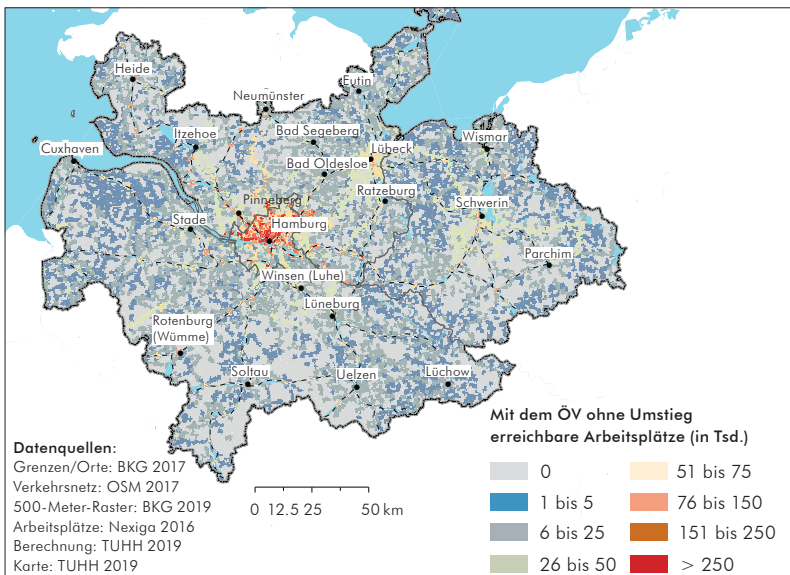 Heide
Eutin
Neumünster
Itzehoe
Bad Segeberg
Wismar
Cuxhaven
Lübeck
Bad Oldesloe
Pinneberg
Ratzeburg
Schwerin
Stade
Hamburg
Parchim
Winsen (Luhe)
Lüneburg
Rotenburg
(Wümme)
Soltau
Uelzen
Lüchow
Mit dem ÖV ohne Umstieg
erreichbare Arbeitsplätze (in Tsd.)
0
1 bis 5
6 bis 25
26 bis 50
51 bis 75
76 bis 150
151 bis 250
> 250
Datenquellen:
Grenzen/Orte: BKG 2017
Verkehrsnetz: OSM 2017
500-Meter-Raster: BKG 2019
Arbeitsplätze: Nexiga 2016
Berechnung: TUHH 2019
Karte: TUHH 2019
0 12.5 25 50 km